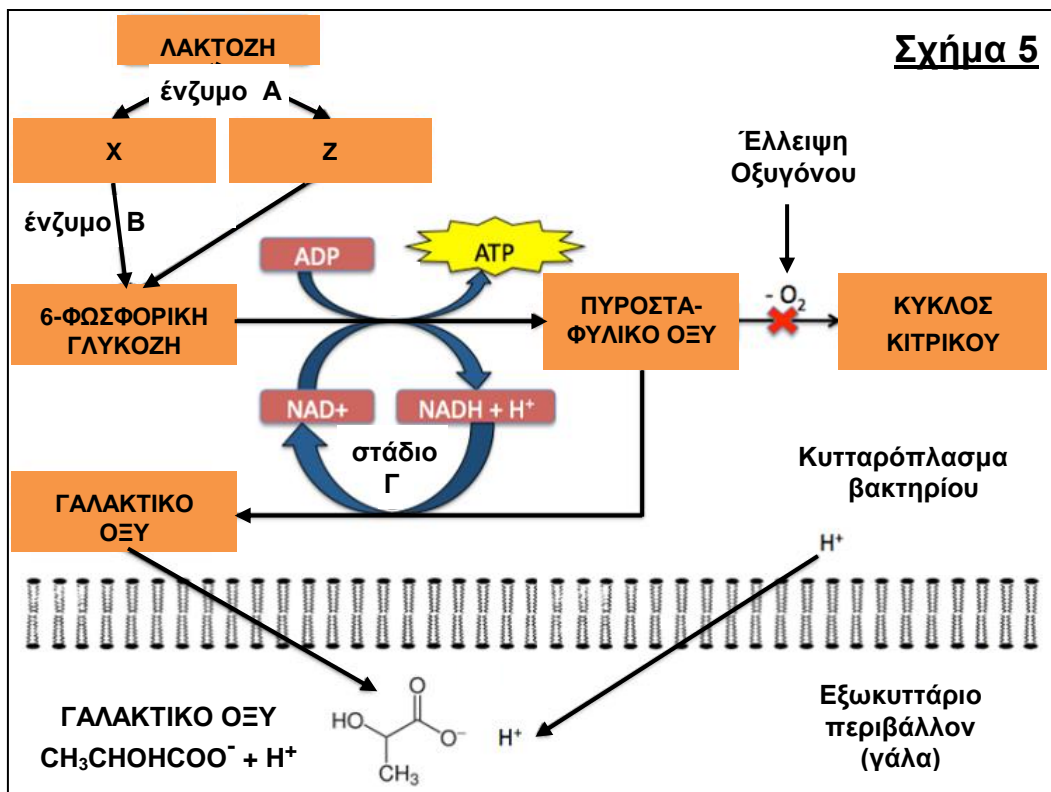 Σχήμα 5
ΛΑΚΤΟΖΗ
ένζυμο Α
Χ
Ζ
Έλλειψη
Οξυγόνου
ένζυμο Β
ADP
ATP
6-ΦΩΣΦΟΡΙΚΗ
ΓΛΥΚΟΖΗ
ΠΥΡΟΣΤΑ-
ΦΥΛΙΚΟ ΟΞΥ
- O₂
ΚΥΚΛΟΣ
ΚΙΤΡΙΚΟΥ
NAD+
NADH + H⁺
στάδιο
Γ
ΓΑΛΑΚΤΙΚΟ
ΟΞΥ
Κυτταρόπλασμα
βακτηρίου
H⁺
ΓΑΛΑΚΤΙΚΟ ΟΞΥ
CH₃CHOHCOO⁻ + H⁺
O
HO
O⁻
CH₃
H⁺
Εξωκυττάριο
περιβάλλον
(γάλα)